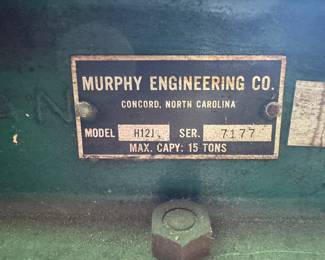 MURPHY ENGINEERING CO.
CONCORD, NORTH CAROLINA
MODEL H12J SER. 7177
MAX. CAPY: 15 TONS